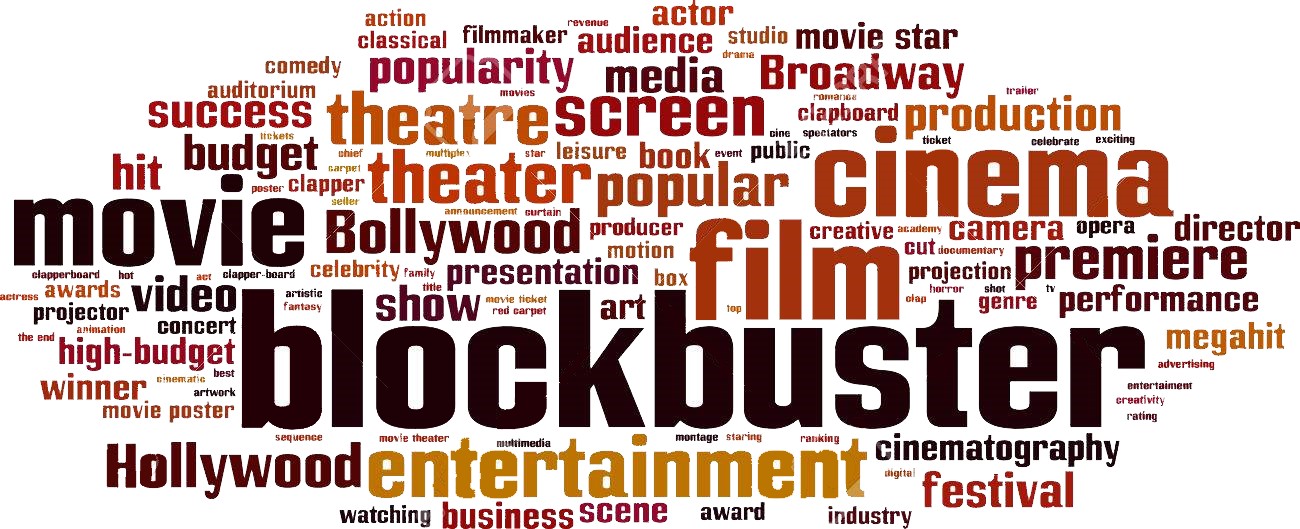 action
actor
revenue
classical
filmmaker
audience
studio
movie star
drama
comedy
popularity
media
Broadway
auditorium
movies
romance
trailer
success
theatre
screen
clapboard
production
tickets
cine
spectators
budget
ticket
celebrate
exciting
chief
multiplex
star
leisure
book
event
public
cinema
hit
carpet
poster
clapper
theater
popular
seller
movie
announcement
curtain
Bollywood
producer
film
creative
academy
camera
opera
director
motion
cut
documentary
premiere
clapperboard
hot
act
clapper-board
celebrity
family
presentation
box
projection
actress
awards
video
title
horror
shot
tv
artistic
show
movie ticket
art
clap
genre
performance
projector
fantasy
red carpet
top
concert
blockbuster
the end
animation
megahit
high-budget
advertising
best
winner
cinematic
artwork
entertaiment
creativity
movie poster
rating
sequence
movie theater
multimedia
montage
staring
ranking
cinematography
Hollywood
entertainment
digital
festival
watching
business
scene
award
industry